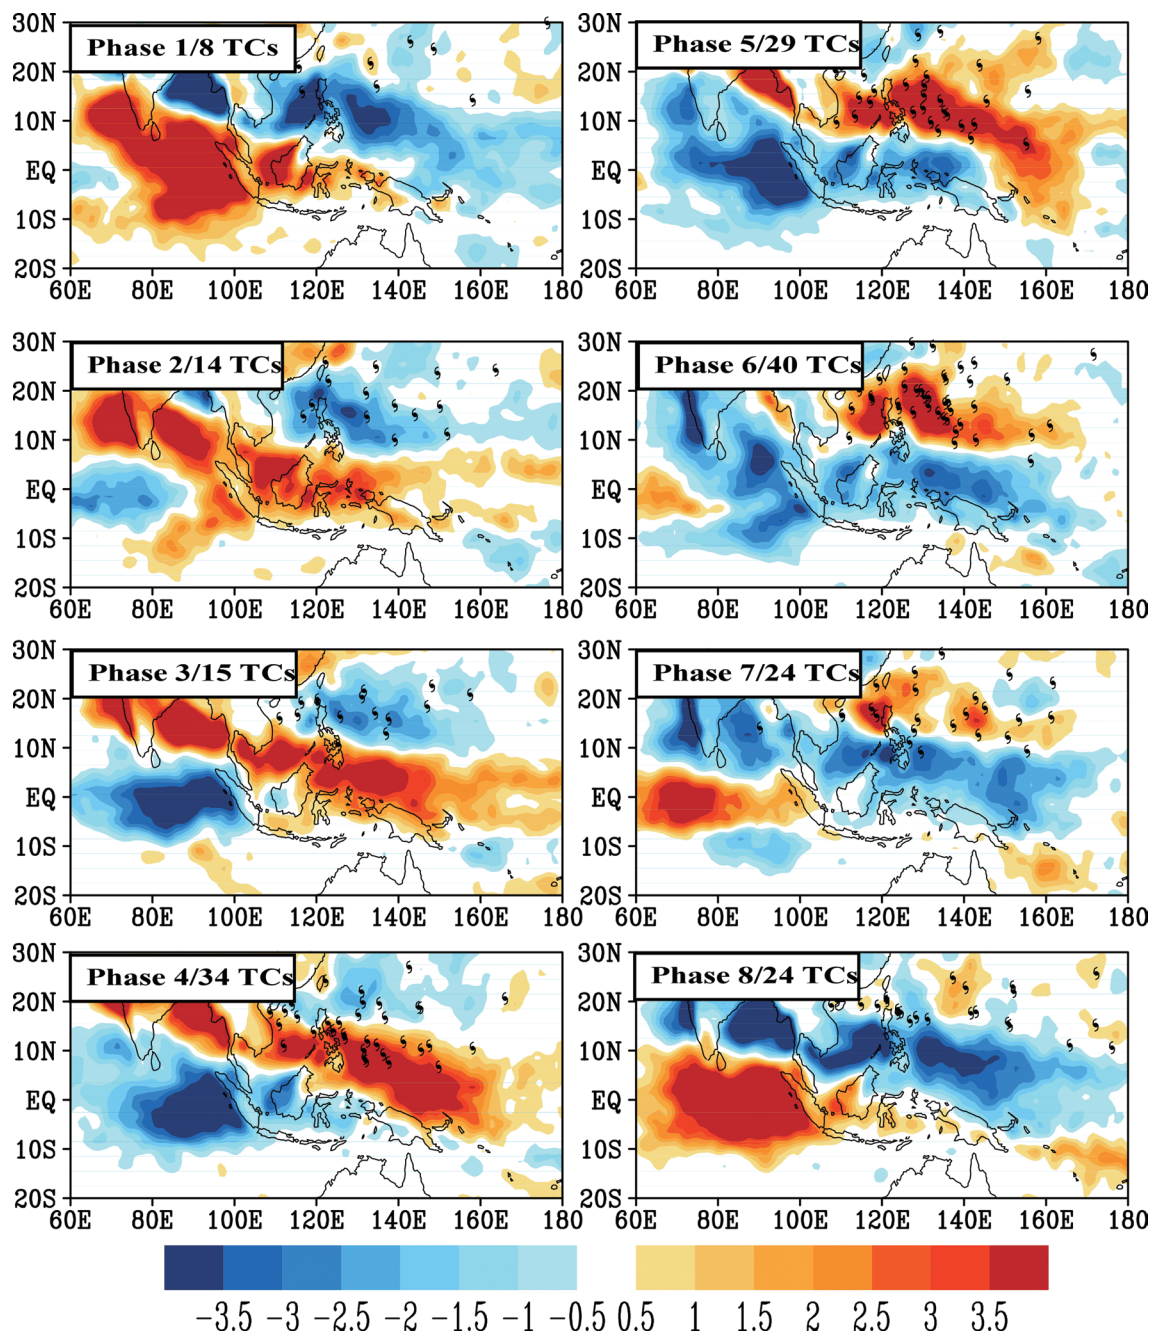 30N
Phase 1/8 TCs
20N
10N
EQ
10S
20S
60E 80E 100E 120E 140E 160E 180
30N
Phase 5/29 TCs
20N
10N
EQ
10S
20S
60E 80E 100E 120E 140E 160E 180
30N
Phase 2/14 TCs
20N
10N
EQ
10S
20S
60E 80E 100E 120E 140E 160E 180
30N
Phase 6/40 TCs
20N
10N
EQ
10S
20S
60E 80E 100E 120E 140E 160E 180
30N
Phase 3/15 TCs
20N
10N
EQ
10S
20S
60E 80E 100E 120E 140E 160E 180
30N
Phase 7/24 TCs
20N
10N
EQ
10S
20S
60E 80E 100E 120E 140E 160E 180
30N
Phase 4/34 TCs
20N
10N
EQ
10S
20S
60E 80E 100E 120E 140E 160E 180
30N
Phase 8/24 TCs
20N
10N
EQ
10S
20S
60E 80E 100E 120E 140E 160E 180
-3.5 -3 -2.5 -2 -1.5 -1 -0.5 0.5 1 1.5 2 2.5 3 3.5